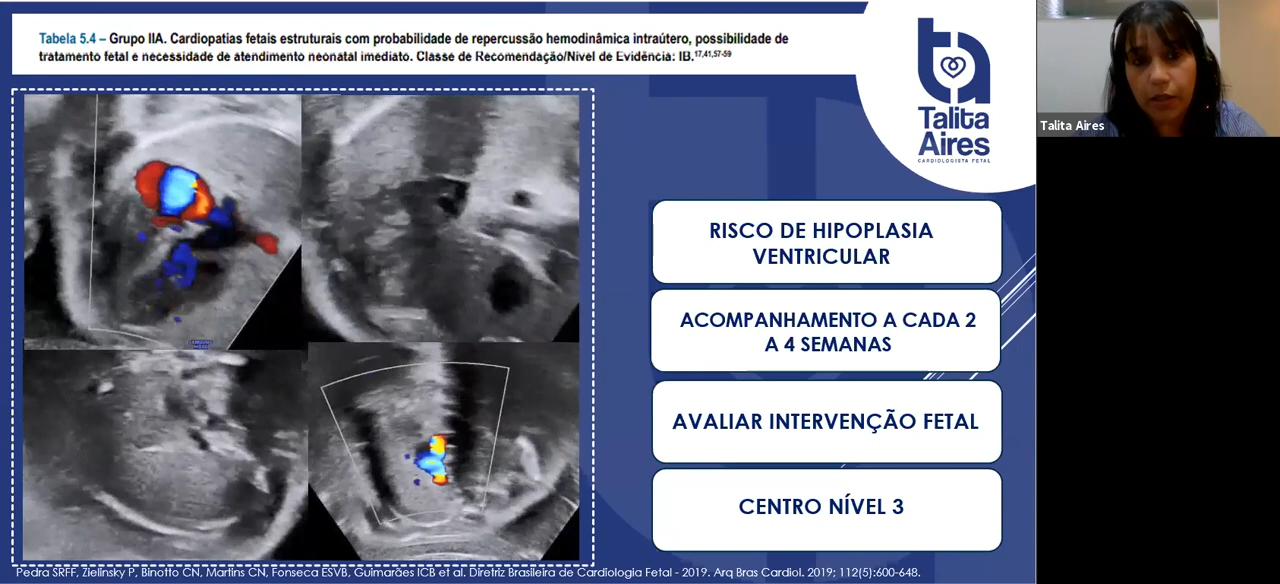 Tabela 5.4 – Grupo IIA. Cardiopatias fetais estruturais com probabilidade de repercussão hemodinâmica intraútero, possibilidade de
tratamento fetal e necessidade de atendimento neonatal imediato. Classe de Recomendação/Nível de Evidência: IB.17,41,57-59
Talita
Aires
CARDIOLOGISTA FETAL
Talita Aires
RISCO DE HIPOPLASIA
VENTRICULAR
ACOMPANHAMENTO A CADA 2
A 4 SEMANAS
AVALIAR INTERVENÇÃO FETAL
CENTRO NÍVEL 3
Pedra SRFF, Zielinsky P, Binotto CN, Martins CN, Fonseca ESVB, Guimarães ICB et al. Diretriz Brasileira de Cardiologia Fetal - 2019. Arq Bras Cardiol. 2019; 112(5):600-648.